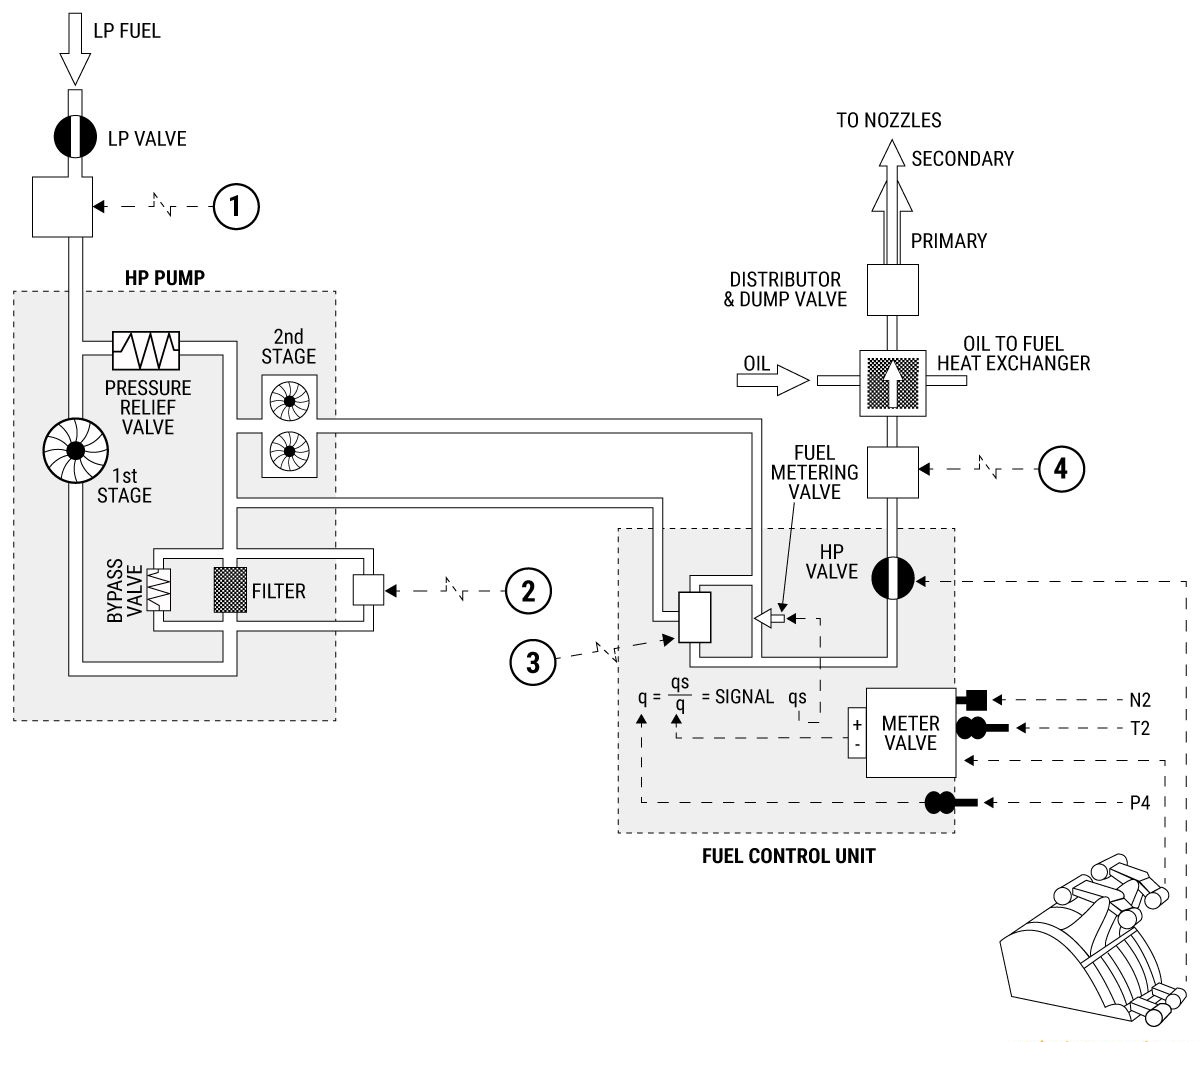 LP FUEL
LP VALVE
1
HP PUMP
2nd
STAGE
PRESSURE
RELIEF
VALVE
1st
STAGE
BYPASS
VALVE
FILTER
2
3
TO NOZZLES
SECONDARY
PRIMARY
DISTRIBUTOR
& DUMP VALVE
OIL
OIL TO FUEL
HEAT EXCHANGER
4
FUEL
METERING
VALVE
HP
VALVE
q = qs/q = SIGNAL qs
+
-
METER
VALVE
N2
T2
P4
FUEL CONTROL UNIT